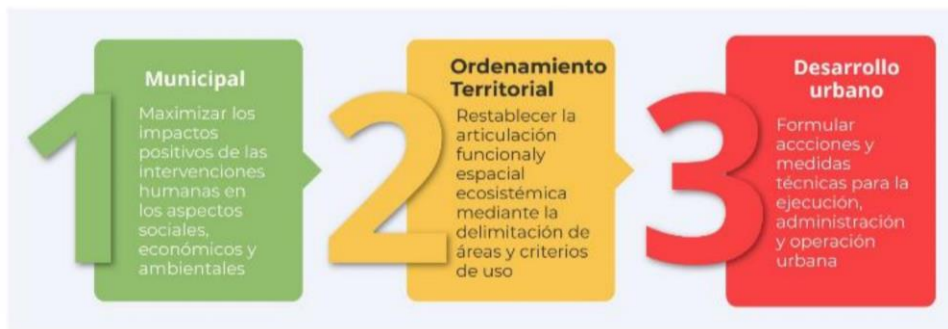 1
Municipal
Maximizar los
impactos
positivos de las
intervenciones
humanas en
los aspectos
sociales,
económicos y
ambientales
2
Ordenamiento
Territorial
Restablecer la
articulación
funcionaly
espacial
ecosistémica
mediante la
delimitación de
áreas y criterios
de uso
3
Desarrollo
urbano
Formular
accciones y
medidas
técnicas para la
ejecución,
administración
y operación
urbana